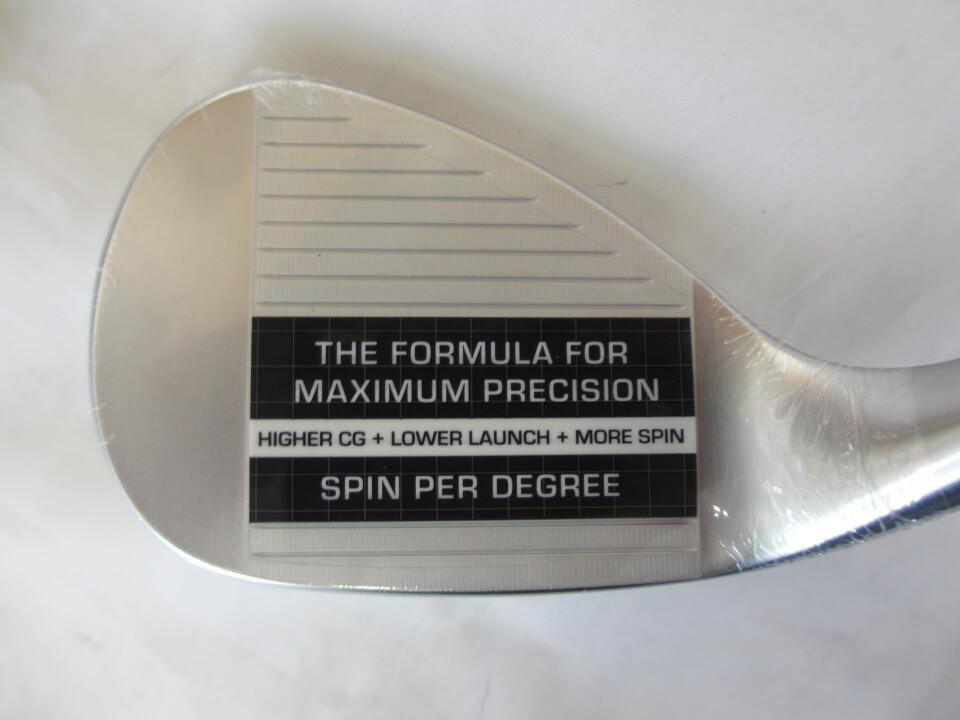 THE FORMULA FOR
MAXIMUM PRECISION
HIGHER CG + LOWER LAUNCH + MORE SPIN
SPIN PER DEGREE